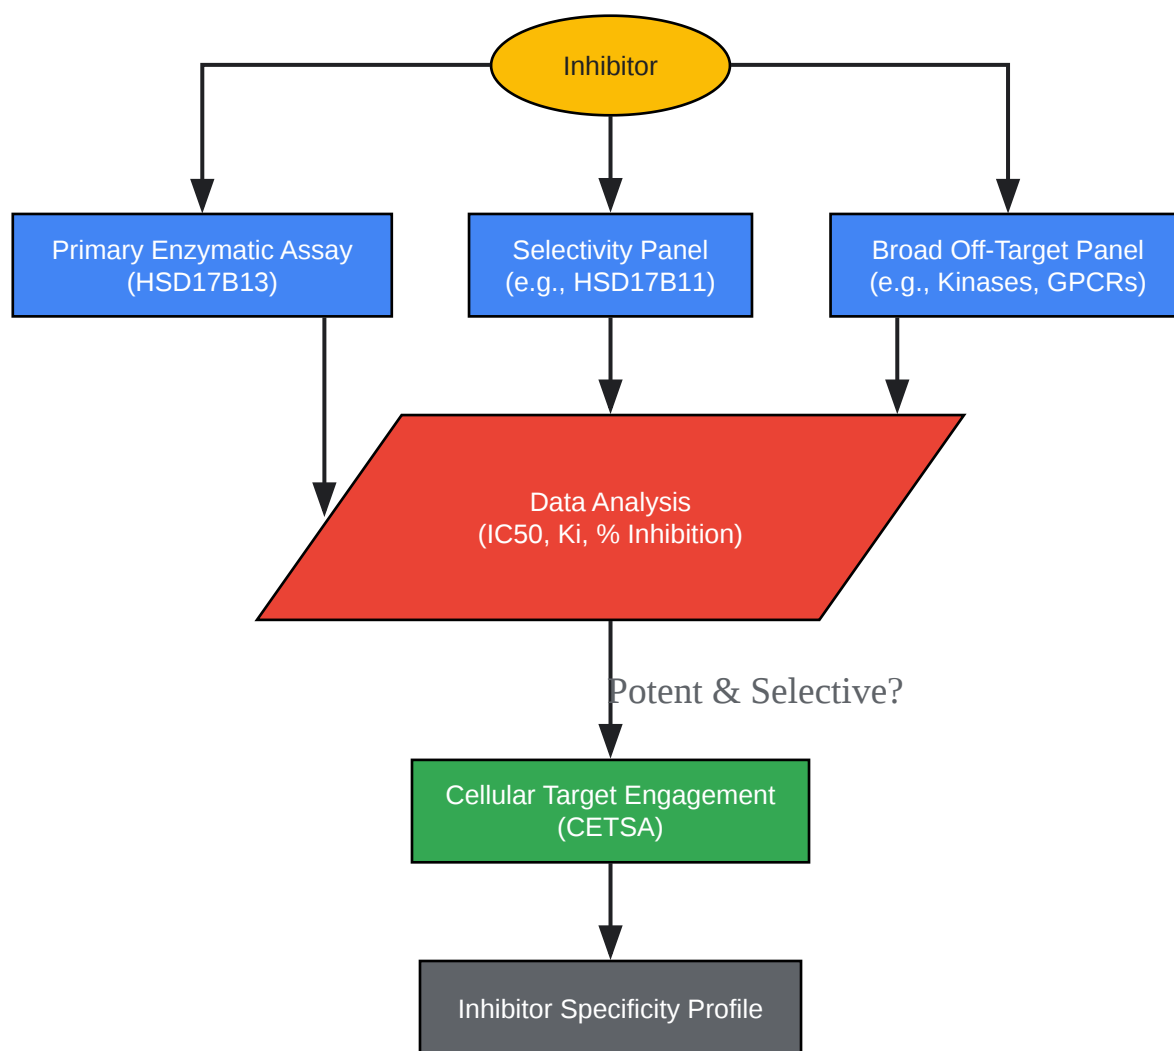 Inhibitor
Primary Enzymatic Assay
(HSD17B13)
Selectivity Panel
(e.g., HSD17B11)
Broad Off-Target Panel
(e.g., Kinases, GPCRs)
Data Analysis
(IC50, Ki, % Inhibition)
Potent & Selective?
Cellular Target Engagement
(CETSA)
Inhibitor Specificity Profile